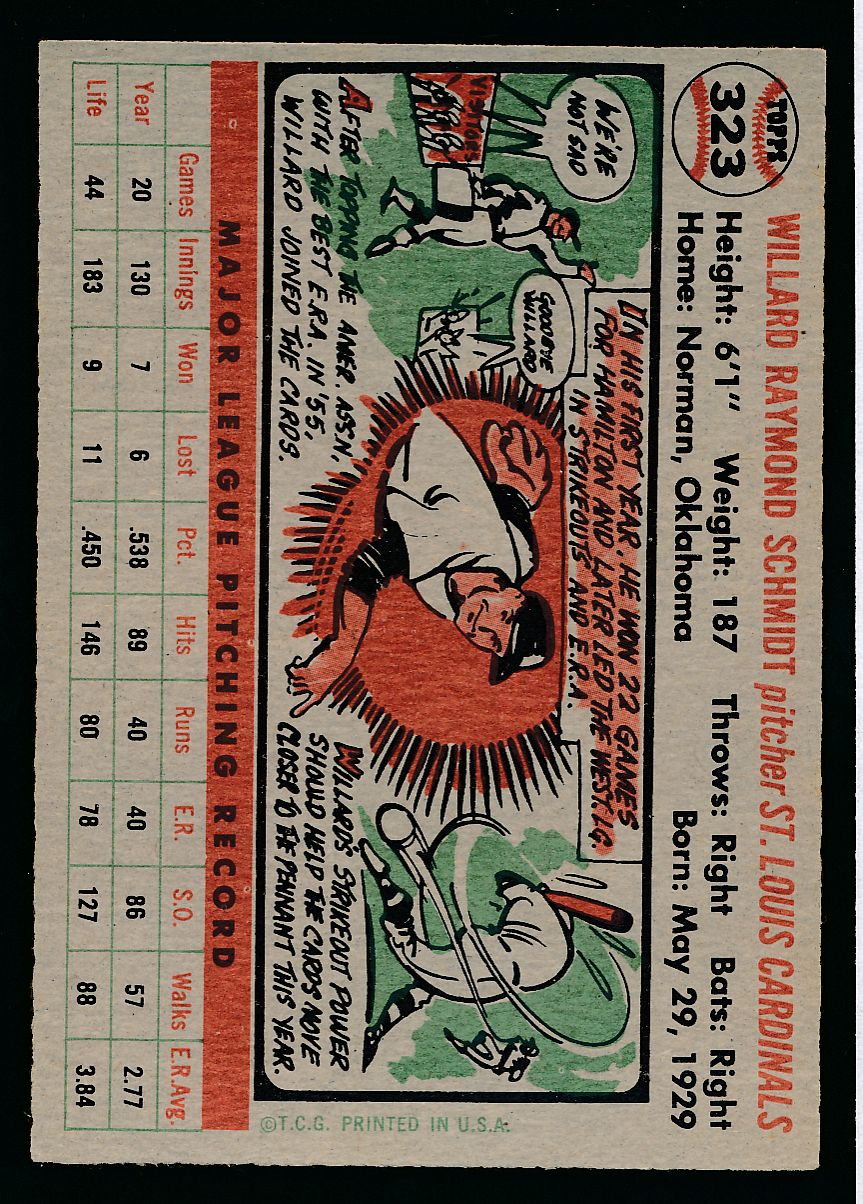 TOPPS
323
WILLARD RAYMOND SCHMIDT pitcher ST. LOUIS CARDINALS
Height: 6'1" Weight: 187 Throws: Right Bats: Right
Home: Norman, Oklahoma Born: May 29, 1929
WE'RE
NOT SAD
VISITORS
AFTER TOPPING THE AMER. ASS'N.
WITH THE BEST E.R.A. IN '55,
WILLARD JOINED THE CARDS.
IN HIS FIRST YEAR, HE WON 22 GAMES
FOR HAMILTON AND LATER LED THE WEST. LG.
IN STRIKEOUTS AND E.R.A.
GOODBYE
WILLARD
WILLARD'S STRIKEOUT POWER
SHOULD HELP THE CARDS MOVE
CLOSER TO THE PENNANT THIS YEAR.
©T.C.G. PRINTED IN U.S.A.
MAJOR LEAGUE PITCHING RECORD
Games Innings Won Lost Pct. Hits Runs E.R. S.O. Walks E.R.Avg.
Year 20 130 7 6 .538 89 40 40 86 57 2.77
Life 44 183 9 11 .450 146 80 78 127 88 3.84